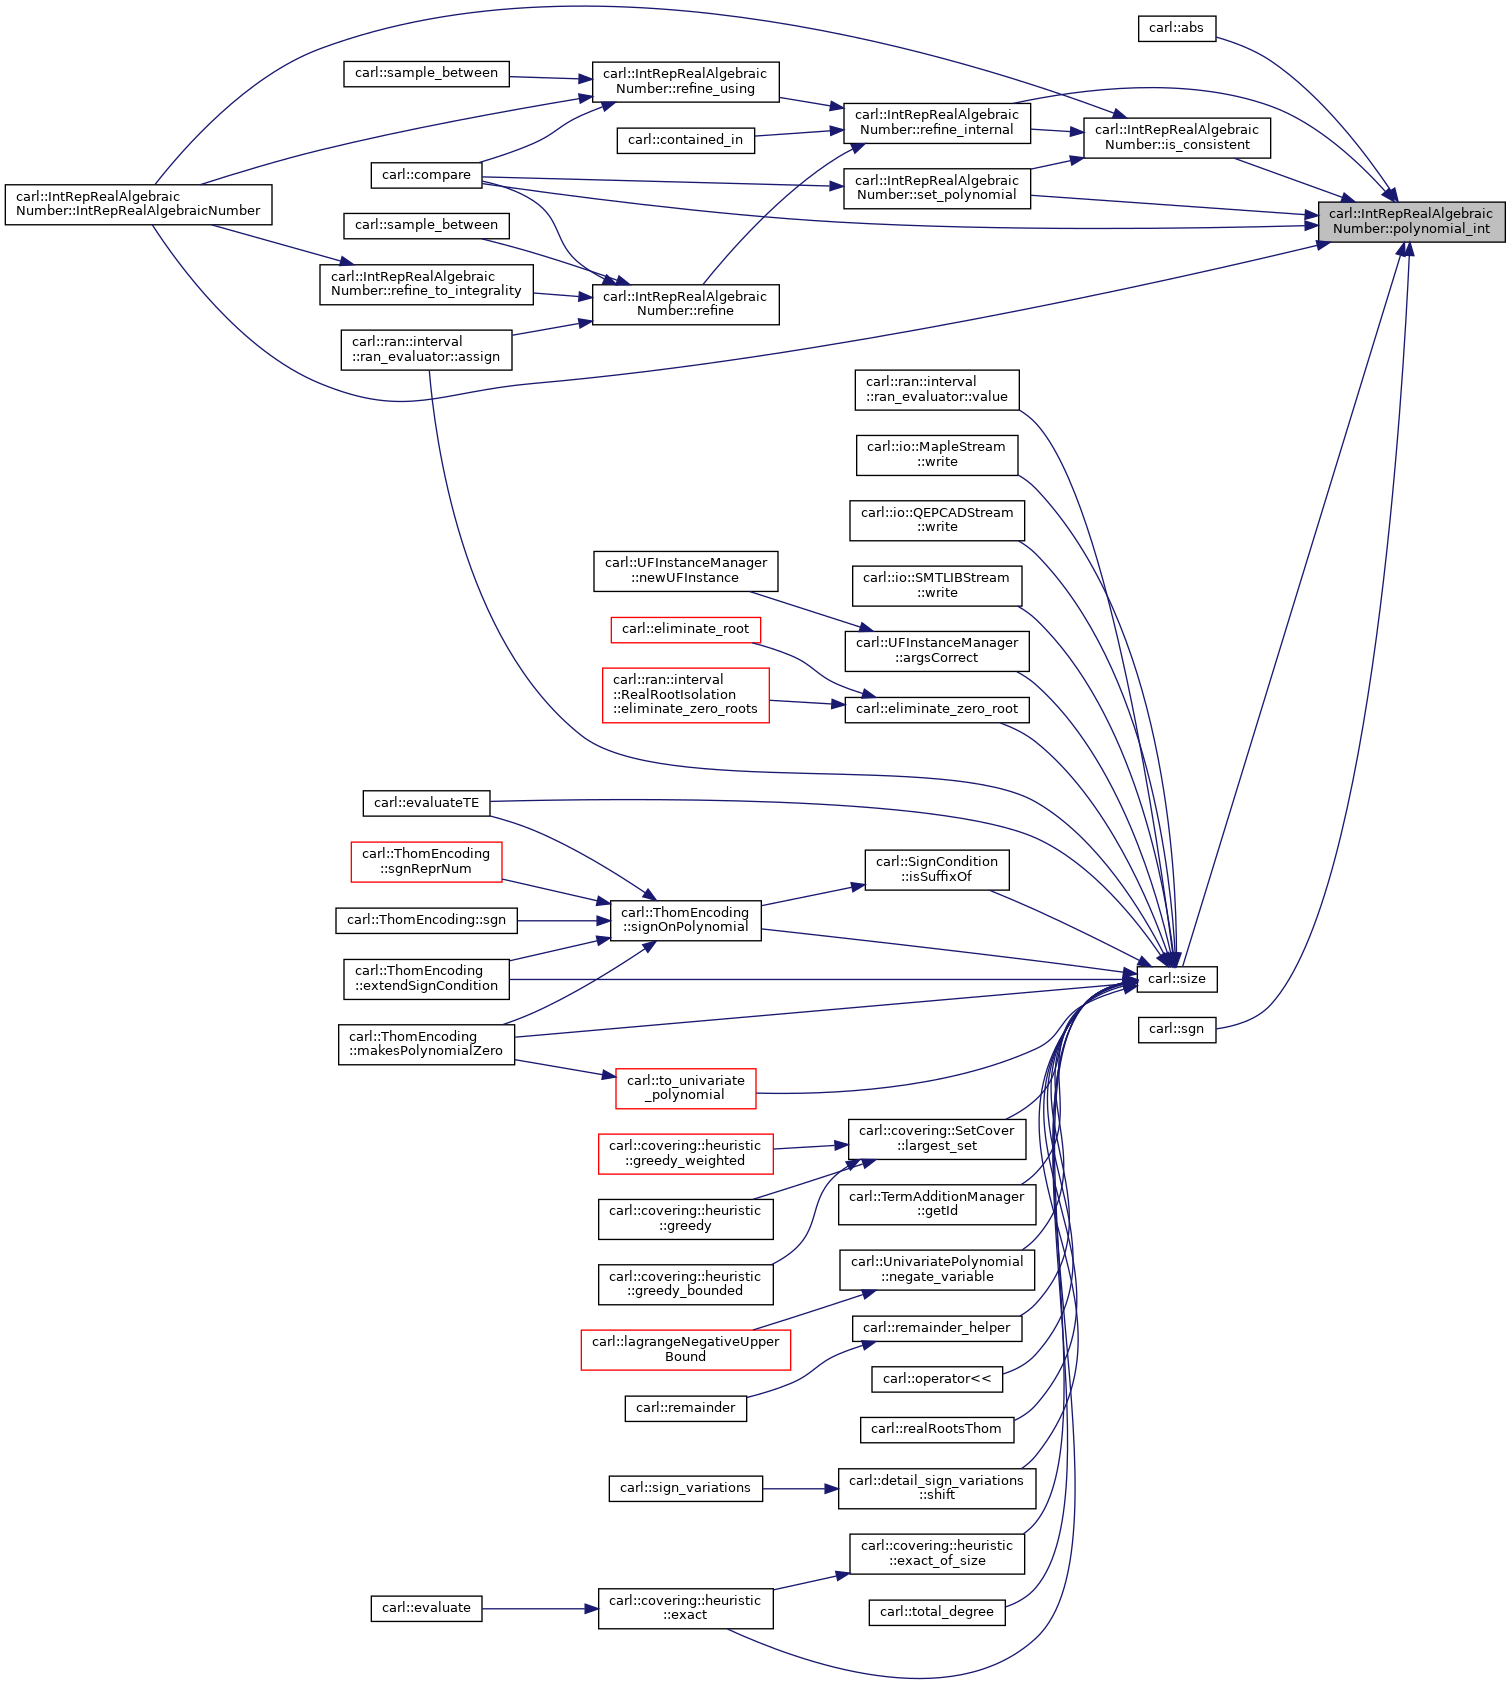 carl::abs
carl::IntRepRealAlgebraic
Number::refine_using
carl::sample_between
carl::IntRepRealAlgebraic
Number::refine_internal
carl::IntRepRealAlgebraic
Number::is_consistent
carl::contained_in
carl::compare
carl::IntRepRealAlgebraic
Number::set_polynomial
carl::IntRepRealAlgebraic
Number::IntRepRealAlgebraicNumber
carl::IntRepRealAlgebraic
Number::polynomial_int
carl::sample_between
carl::IntRepRealAlgebraic
Number::refine_to_integrality
carl::IntRepRealAlgebraic
Number::refine
carl::ran::interval
::ran_evaluator::assign
carl::ran::interval
::ran_evaluator::value
carl::io::MapleStream
::write
carl::io::QEPCADStream
::write
carl::UFInstanceManager
::newUFInstance
carl::io::SMTLIBStream
::write
carl::eliminate_root
carl::UFInstanceManager
::argsCorrect
carl::ran::interval
::RealRootIsolation
::eliminate_zero_roots
carl::eliminate_zero_root
carl::evaluateTE
carl::ThomEncoding
::sgnReprNum
carl::SignCondition
::isSuffixOf
carl::ThomEncoding::sgn
carl::ThomEncoding
::signOnPolynomial
carl::ThomEncoding
::extendSignCondition
carl::size
carl::sgn
carl::ThomEncoding
::makesPolynomialZero
carl::to_univariate
_polynomial
carl::covering::SetCover
::largest_set
carl::covering::heuristic
::greedy_weighted
carl::TermAdditionManager
::getId
carl::covering::heuristic
::greedy
carl::UnivariatePolynomial
::negate_variable
carl::covering::heuristic
::greedy_bounded
carl::remainder_helper
carl::lagrangeNegativeUpper
Bound
carl::operator<<
carl::remainder
carl::realRootsThom
carl::sign_variations
carl::detail_sign_variations
::shift
carl::covering::heuristic
::exact_of_size
carl::evaluate
carl::covering::heuristic
::exact
carl::total_degree